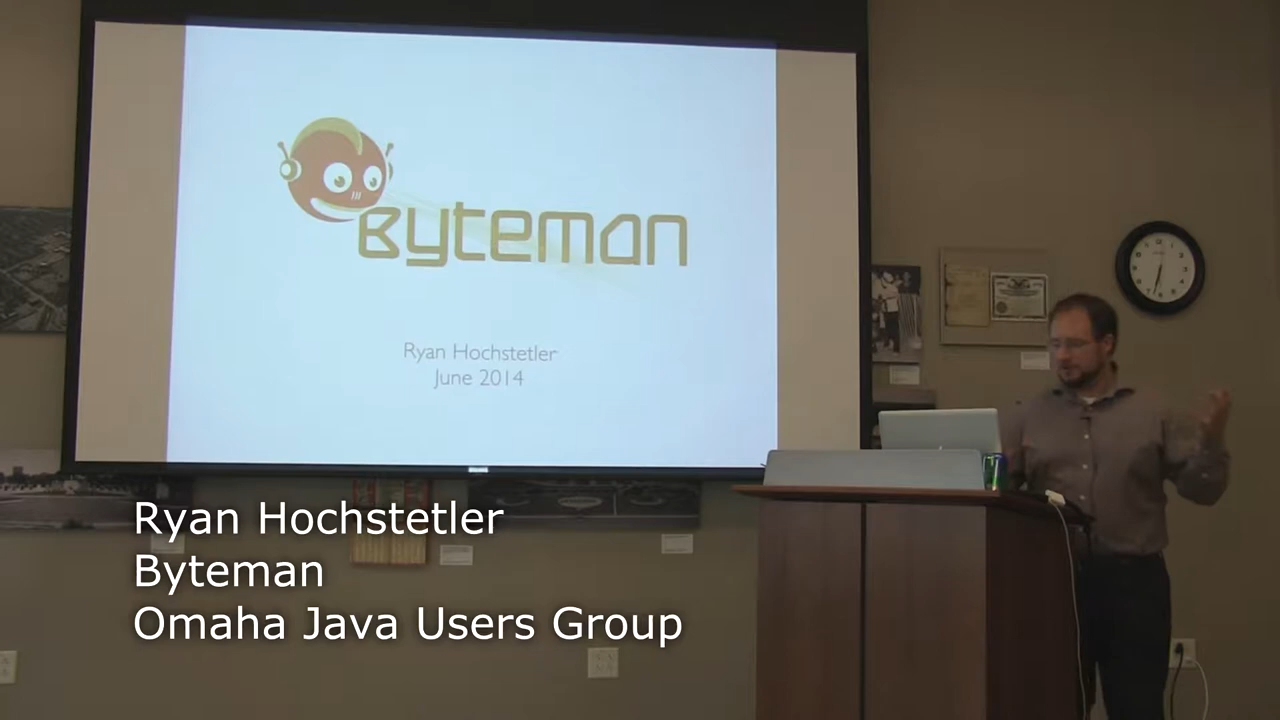 Byteman
Ryan Hochstetler
June 2014
Ryan Hochstetler
Byteman
Omaha Java Users Group